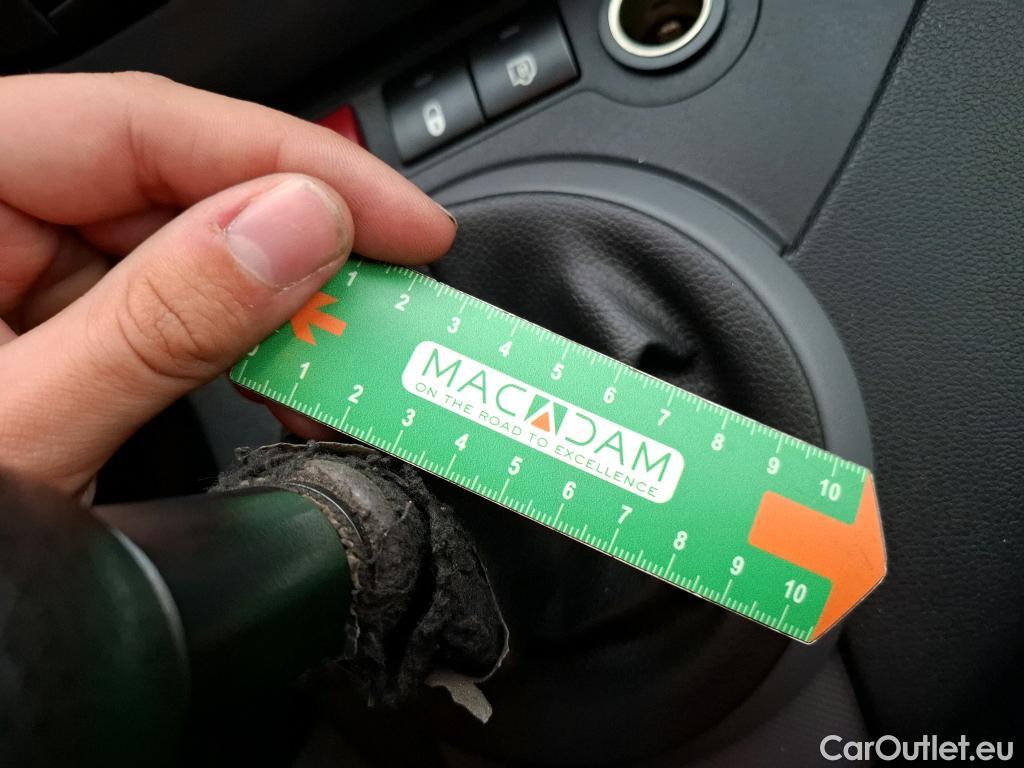 1 2 3 4 5 6 7 8 9 10
MACADAM
ON THE ROAD TO EXCELLENCE
1 2 3 4 5 6 7 8 9 10
CarOutlet.eu